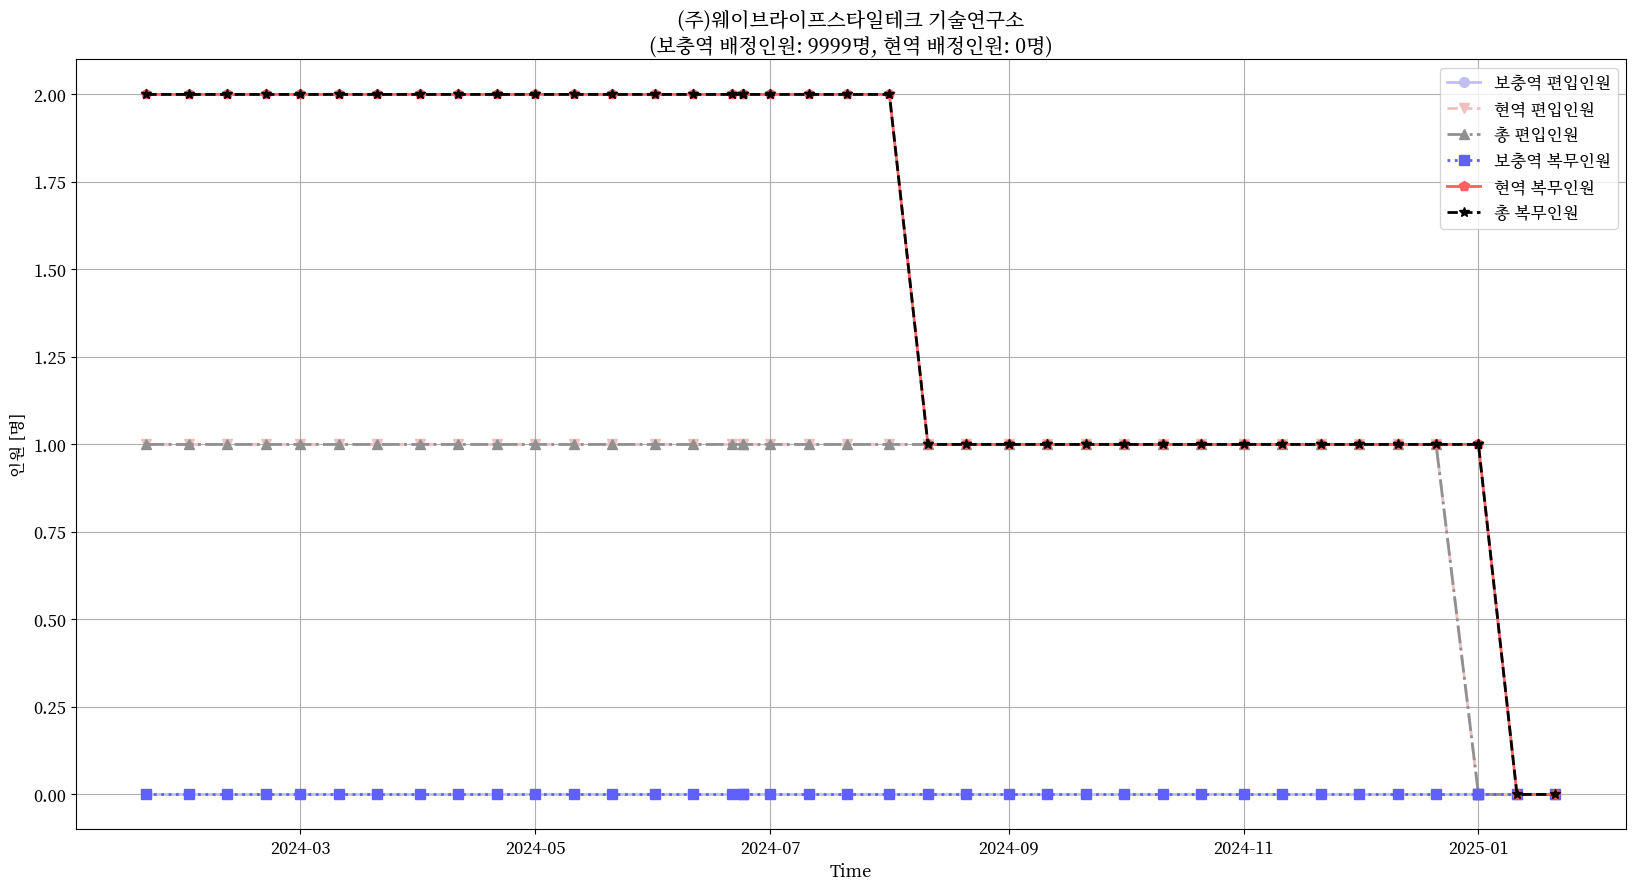 (주)웨이브라이프스타일테크 기술연구소
(보충역 배정인원: 9999명, 현역 배정인원: 0명)
보충역 편입인원
현역 편입인원
총 편입인원
보충역 복무인원
현역 복무인원
총 복무인원
2.00
1.75
1.50
1.25
1.00
0.75
0.50
0.25
0.00
인원 [명]
2024-03 2024-05 2024-07 2024-09 2024-11 2025-01
Time